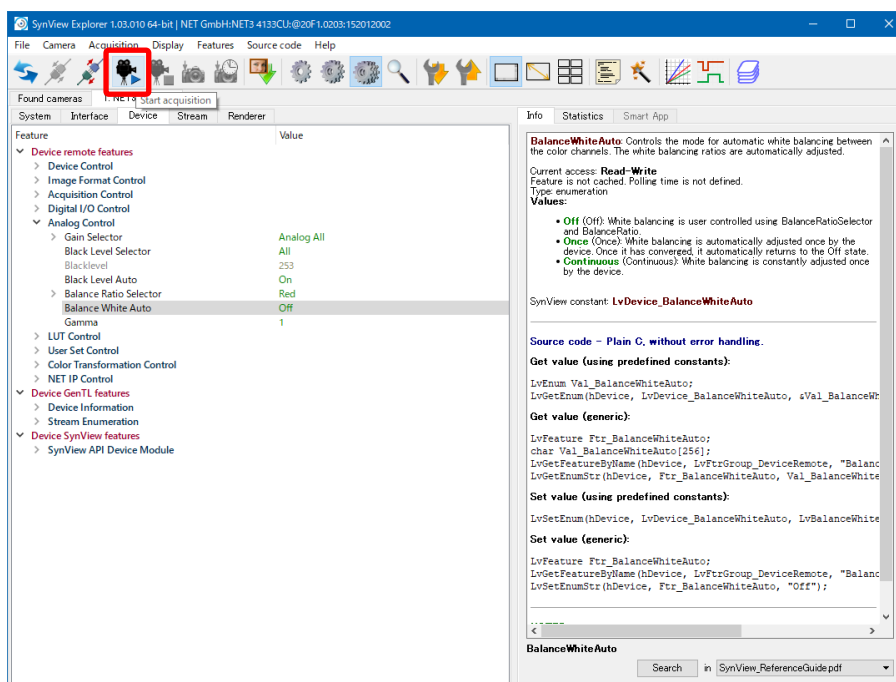 SynView Explorer 1.03.010 64-bit | NET GmbH:NET3 4133CU:@20F1.0203:152012002
File Camera Acquisition Display Features Source code Help
Found cameras
Start acquisition
System Interface Device Stream Renderer
Feature Value
Device remote features
Device Control
Image Format Control
Acquisition Control
Digital I/O Control
Analog Control
Gain Selector Analog All
Black Level Selector All
Blacklevel 253
Black Level Auto On
Balance Ratio Selector Red
Balance White Auto Off
Gamma 1
LUT Control
User Set Control
Color Transformation Control
NET IP Control
Device GenTL features
Device Information
Stream Enumeration
Device SynView features
SynView API Device Module
Info Statistics Smart App
BalanceWhiteAuto: Controls the mode for automatic white balancing between
the color channels. The white balancing ratios are automatically adjusted.
Current access: Read-Write
Feature is not cached. Polling time is not defined.
Type: enumeration
Values:
• Off (Off): White balancing is user controlled using BalanceRatioSelector
and BalanceRatio.
• Once (Once): White balancing is automatically adjusted once by the
device. Once it has converged, it automatically returns to the Off state.
• Continuous (Continuous): White balancing is constantly adjusted once
by the device.
SynView constant: LvDevice_BalanceWhiteAuto
Source code - Plain C, without error handling.
Get value (using predefined constants):
LvEnum Val_BalanceWhiteAuto;
LvGetEnum(hDevice, LvDevice_BalanceWhiteAuto, &Val_BalanceWh
Get value (generic):
LvFeature Ftr_BalanceWhiteAuto;
char Val_BalanceWhiteAuto[256];
LvGetFeatureByName(hDevice, LvFtrGroup_DeviceRemote, "Balanc
LvGetEnumStr(hDevice, Ftr_BalanceWhiteAuto, Val_BalanceWhite
Set value (using predefined constants):
LvSetEnum(hDevice, LvDevice_BalanceWhiteAuto, LvBalanceWhite
Set value (generic):
LvFeature Ftr_BalanceWhiteAuto;
LvGetFeatureByName(hDevice, LvFtrGroup_DeviceRemote, "Balanc
LvSetEnumStr(hDevice, Ftr_BalanceWhiteAuto, "Off");
BalanceWhiteAuto
Search in SynView_ReferenceGuide.pdf